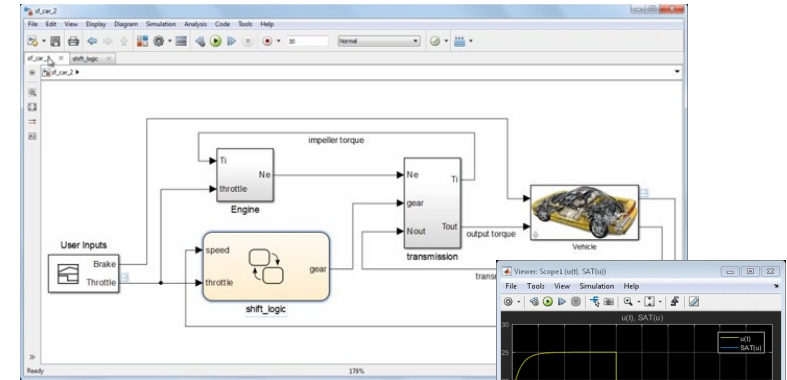 sf_car_2
File Edit View Display Diagram Simulation Analysis Code Tools Help
30 Normal
sf_car_2 shift_logic
sf_car_2
impeller torque
Ti
Ne
throttle
Engine
Ne
Ti
gear
Nout
Tout
transmission
output torque
Vehicle
User Inputs
Brake
Throttle
speed
throttle
gear
shift_logic
Viewer: Scope1 (u(t), SAT(u))
File Tools View Simulation Help
u(t), SAT(u)
30
u(t)
SAT(u)
25
Ready 179%